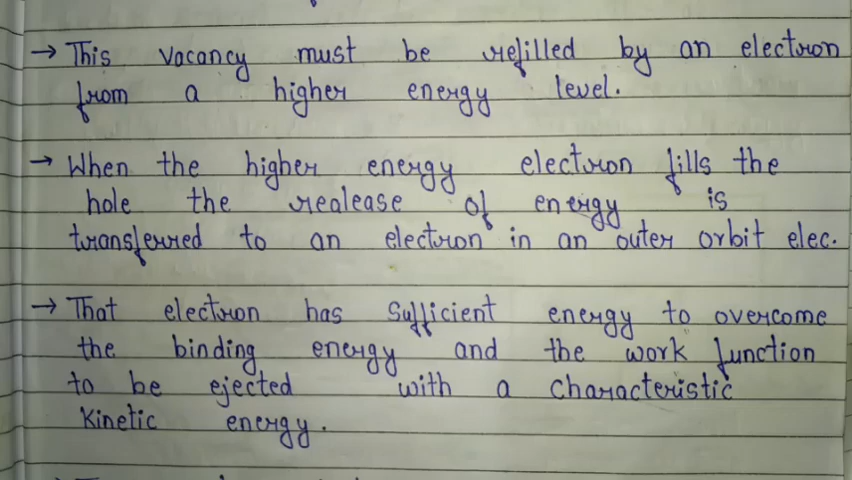 → This vacancy must be refilled by an electron
from a higher energy level.
→ When the higher energy electron fills the
hole the realease of energy is
transferred to an electron in an outer orbit elec.
→ That electron has sufficient energy to overcome
the binding energy and the work function
to be ejected with a characteristic
Kinetic energy.